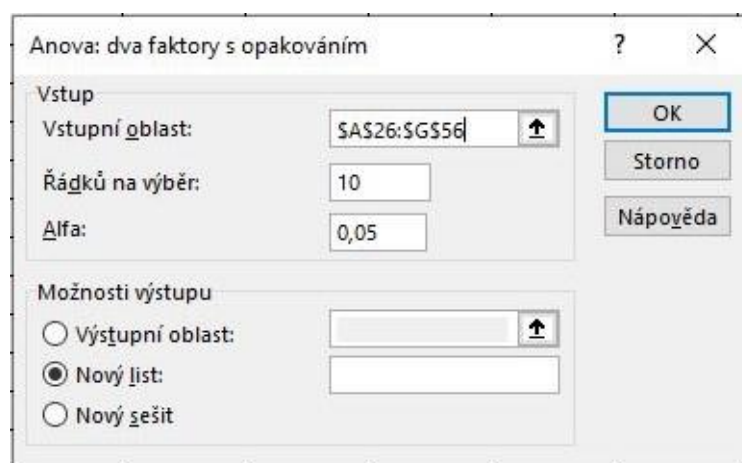 Anova: dva faktory s opakováním ? ×
Vstup
Vstupní oblast: $A$26:$G$56
Řádků na výběr: 10
Alfa: 0,05
OK
Storno
Nápověda
Možnosti výstupu
Výstupní oblast:
Nový list:
Nový sešit